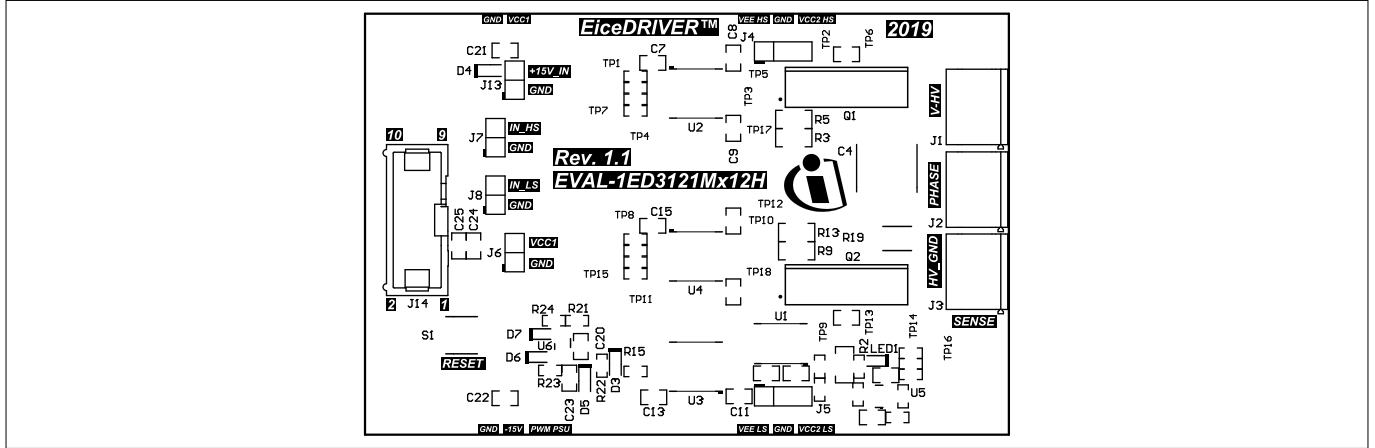 GND VCC1
EiceDRIVER™
VEE HS GND VCC2 HS
2019
C21
D4
J13
+15V_IN
GND
TP1
C7
C8
J4
TP2
TP6
TP5
TP3
TP7
TP4
U2
C9
TP17
R5
R3
Q1
C4
V-HV
J1
10 9
J7
IN_HS
GND
Rev. 1.1
EVAL-1ED3121Mx12H
J8
IN_LS
GND
PHASE
J2
C25
C24
J6
VCC1
GND
TP8
C15
TP12
TP10
R13
R9
R19
TP15
TP11
U4
TP18
Q2
HV_GND
J3
SENSE
2 J14 1
S1
RESET
R24 R21
D7
U6
D6
C20
R15
R23
C23
D5
R22
D3
U1
TP9
TP13
R2
LED1
TP14
TP16
U5
C22
C13
U3
C11
J5
GND -15V PWM PSU
VEE LS GND VCC2 LS